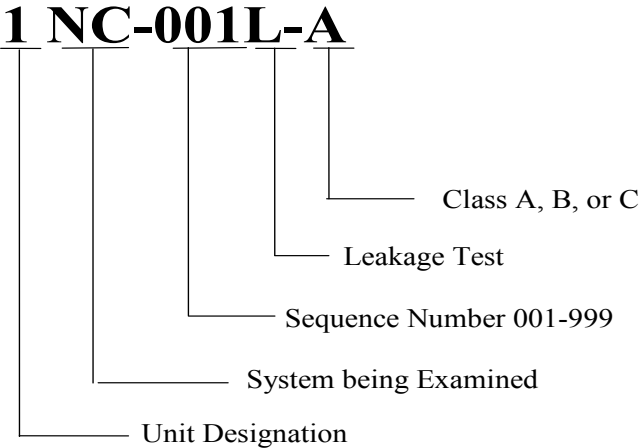 1 NC-001L-A
Class A, B, or C
Leakage Test
Sequence Number 001-999
System being Examined
Unit Designation